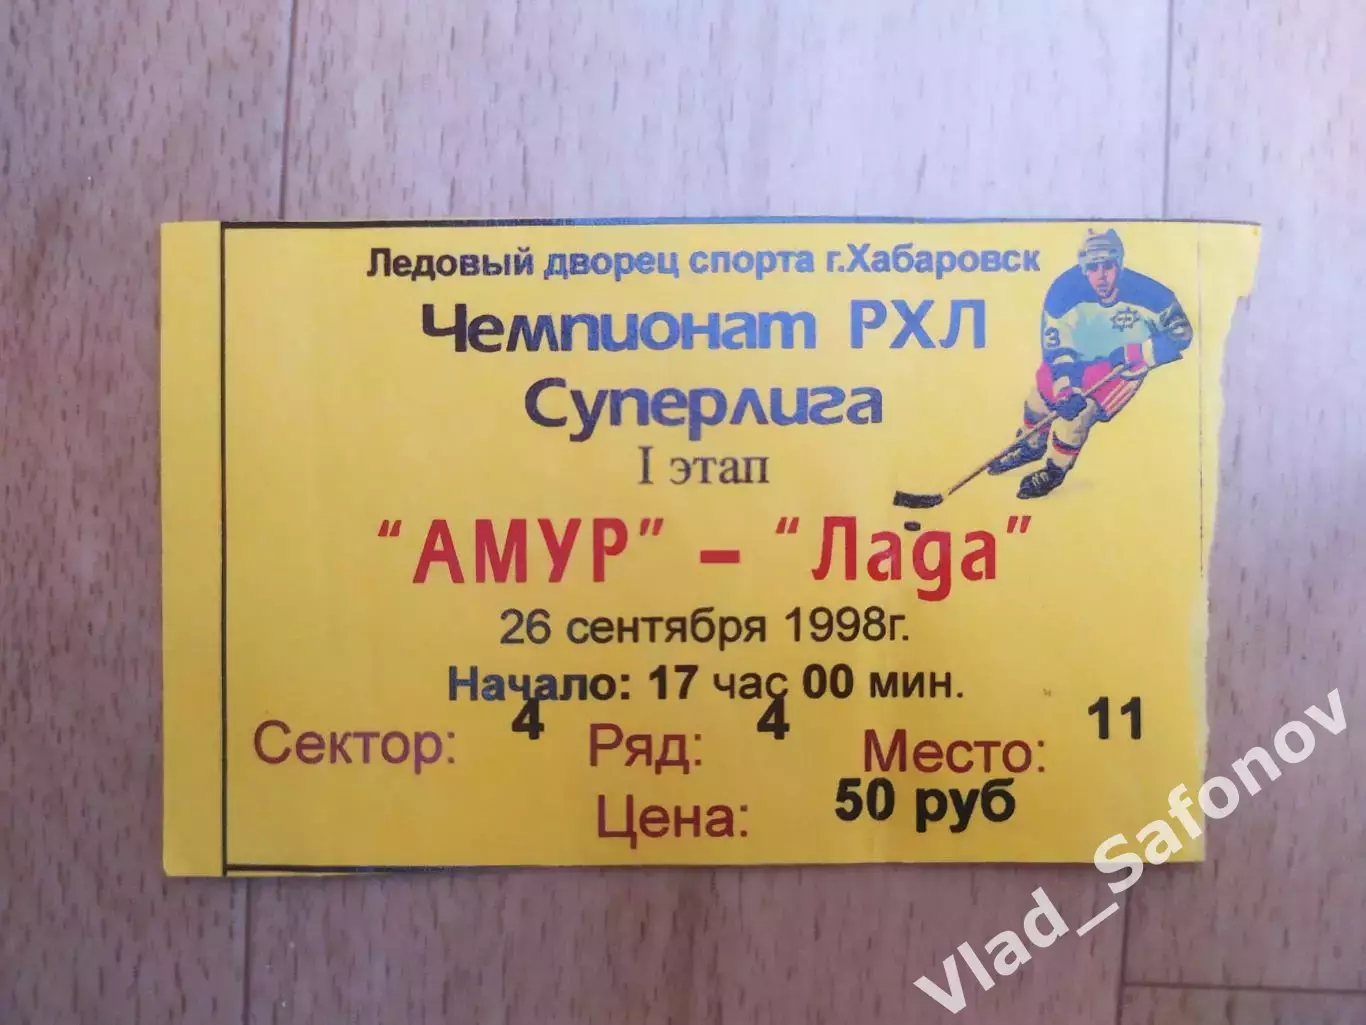 Ледовый дворец спорта г.Хабаровск
Чемпионат РХЛ
Суперлига
I этап
"АМУР" – "Лада"
26 сентября 1998г.
Начало: 17 час 00 мин.
Сектор: 4 Ряд: 4 Место: 11
Цена: 50 руб
3
Vlad_Safonov